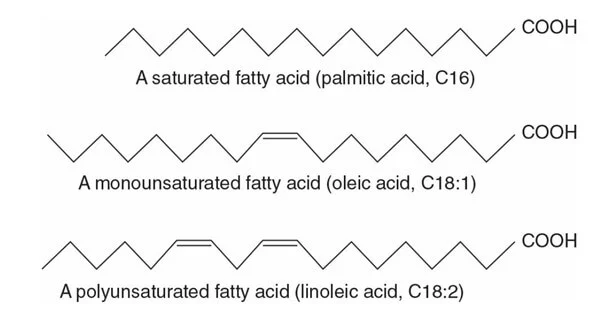 COOH
A saturated fatty acid (palmitic acid, C16)
COOH
A monounsaturated fatty acid (oleic acid, C18:1)
COOH
A polyunsaturated fatty acid (linoleic acid, C18:2)